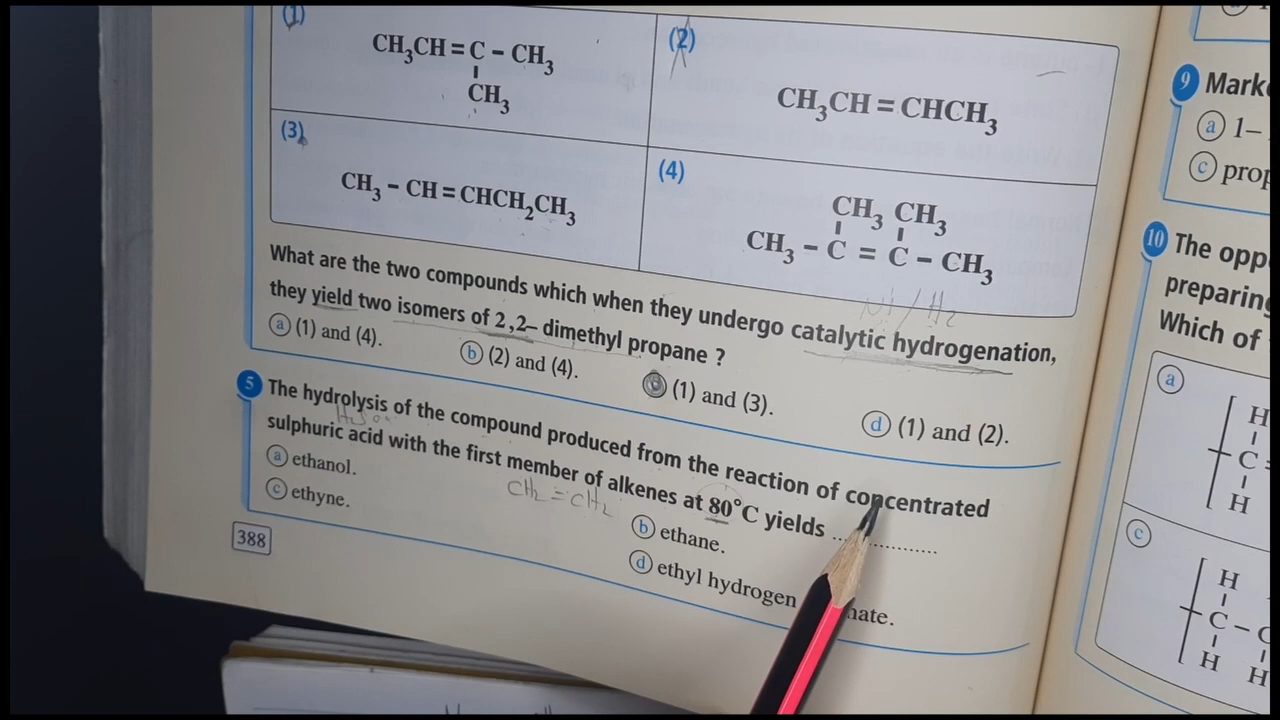 (1)
CH₃CH = C – CH₃
CH₃
(2)
CH₃CH = CHCH₃
(3)
CH₃ – CH = CHCH₂CH₃
(4)
CH₃ CH₃
CH₃ – C = C – CH₃
Ni / H₂
What are the two compounds which when they undergo catalytic hydrogenation,
they yield two isomers of 2,2– dimethyl propane ?
a (1) and (4).
b (2) and (4).
(1) and (3).
d (1) and (2).
5 The hydrolysis of the compound produced from the reaction of concentrated
sulphuric acid with the first member of alkenes at 80°C yields ...............
CH₂ = CH₂
a ethanol.
b ethane.
c ethyne.
d ethyl hydrogen
388
9 Mark
a 1–
c prop
10 The opp
preparing
Which of
a
H
C =
H
c
H
C – C
H H